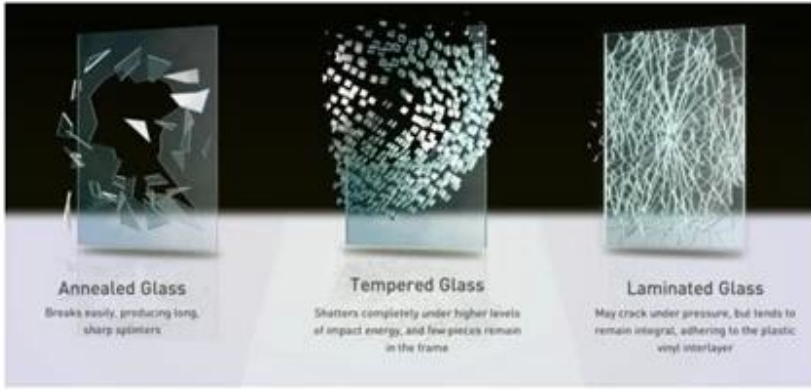 Annealed Glass
Breaks easily, producing long,
sharp splinters
Tempered Glass
Shatters completely under higher levels
of impact energy, and few pieces remain
in the frame
Laminated Glass
May crack under pressure, but tends to
remain integral, adhering to the plastic
vinyl interlayer